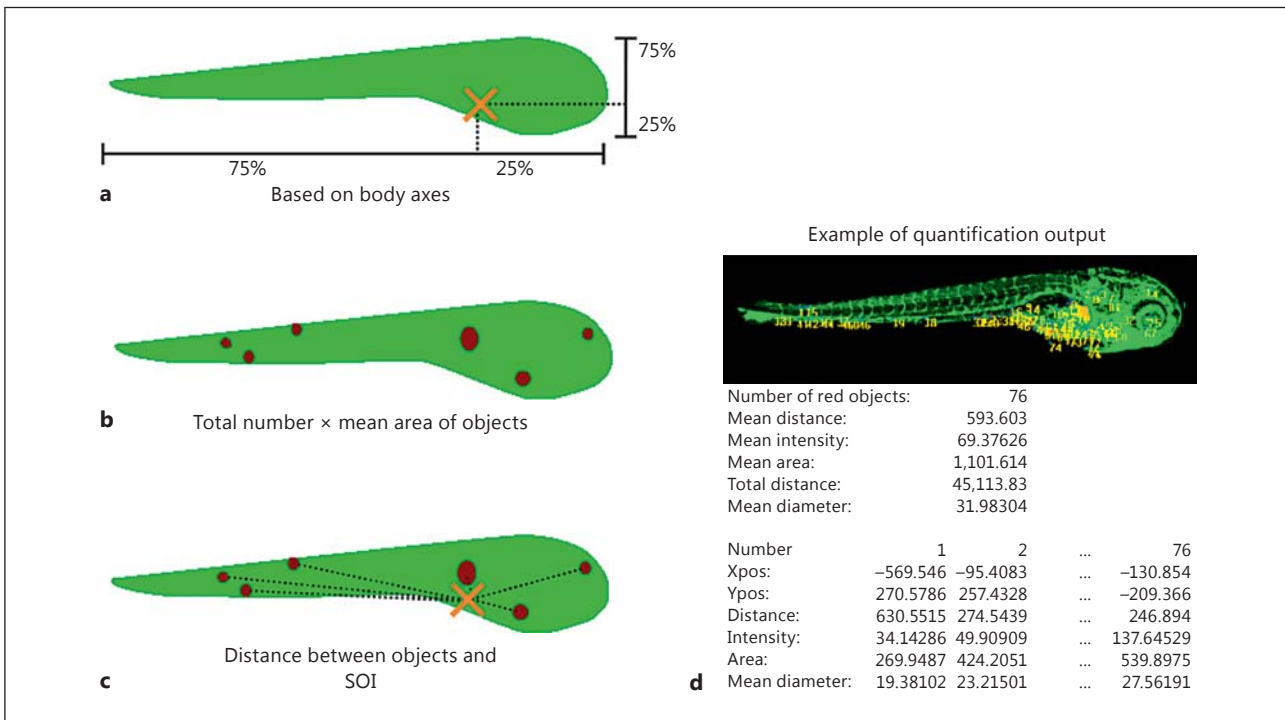 75%
25%
75% 25%
a Based on body axes
b Total number × mean area of objects
Distance between objects and
c SOI
Example of quantification output
Number of red objects: 76
Mean distance: 593.603
Mean intensity: 69.37626
Mean area: 1,101.614
Total distance: 45,113.83
Mean diameter: 31.98304
Number 1 2 ... 76
Xpos: –569.546 –95.4083 ... –130.854
Ypos: 270.5786 257.4328 ... –209.366
Distance: 630.5515 274.5439 ... 246.894
Intensity: 34.14286 49.90909 ... 137.64529
Area: 269.9487 424.2051 ... 539.8975
d Mean diameter: 19.38102 23.21501 ... 27.56191